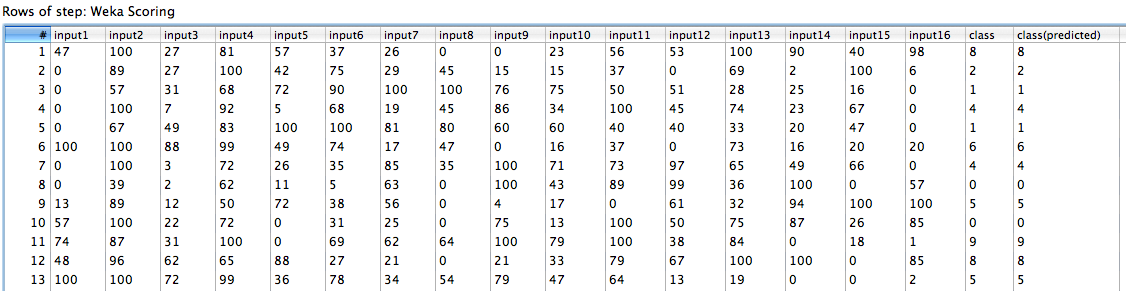 Rows of step: Weka Scoring
# input1 input2 input3 input4 input5 input6 input7 input8 input9 input10 input11 input12 input13 input14 input15 input16 class class(predicted)
1 47 100 27 81 57 37 26 0 0 23 56 53 100 90 40 98 8 8
2 0 89 27 100 42 75 29 45 15 15 37 0 69 2 100 6 2 2
3 0 57 31 68 72 90 100 100 76 75 50 51 28 25 16 0 1 1
4 0 100 7 92 5 68 19 45 86 34 100 45 74 23 67 0 4 4
5 0 67 49 83 100 100 81 80 60 60 40 40 33 20 47 0 1 1
6 100 100 88 99 49 74 17 47 0 16 37 0 73 16 20 20 6 6
7 0 100 3 72 26 35 85 35 100 71 73 97 65 49 66 0 4 4
8 0 39 2 62 11 5 63 0 100 43 89 99 36 100 0 57 0 0
9 13 89 12 50 72 38 56 0 4 17 0 61 32 94 100 100 5 5
10 57 100 22 72 0 31 25 0 75 13 100 50 75 87 26 85 0 0
11 74 87 31 100 0 69 62 64 100 79 100 38 84 0 18 1 9 9
12 48 96 62 65 88 27 21 0 21 33 79 67 100 100 0 85 8 8
13 100 100 72 99 36 78 34 54 79 47 64 13 19 0 0 2 5 5